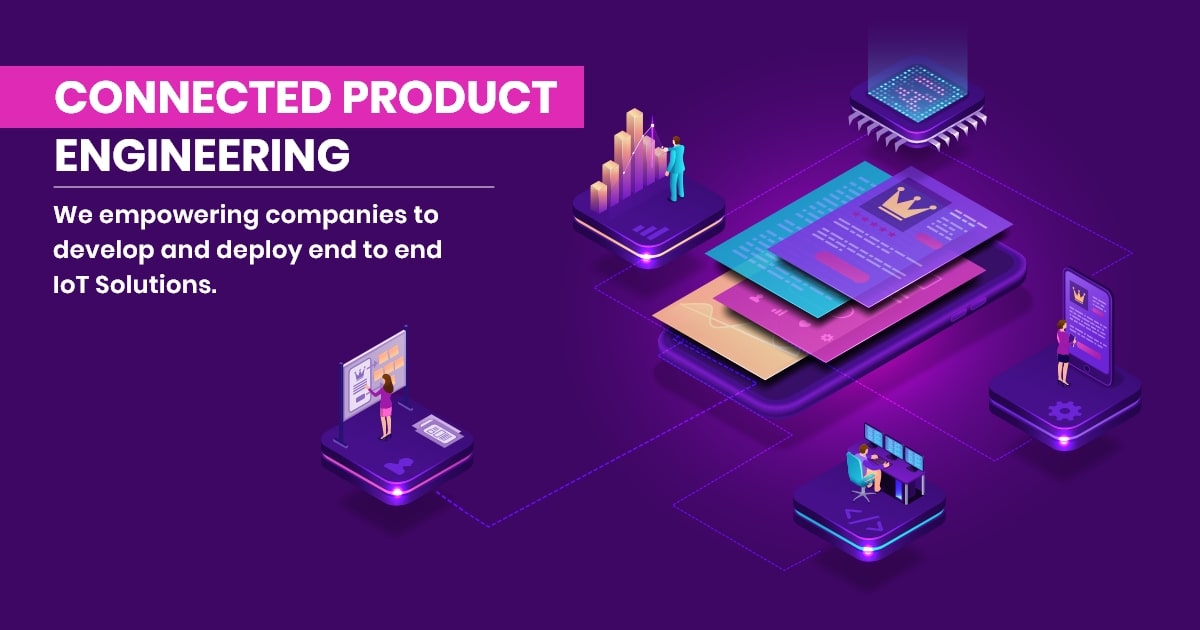 CONNECTED PRODUCT
ENGINEERING
We empowering companies to
develop and deploy end to end
IoT Solutions.